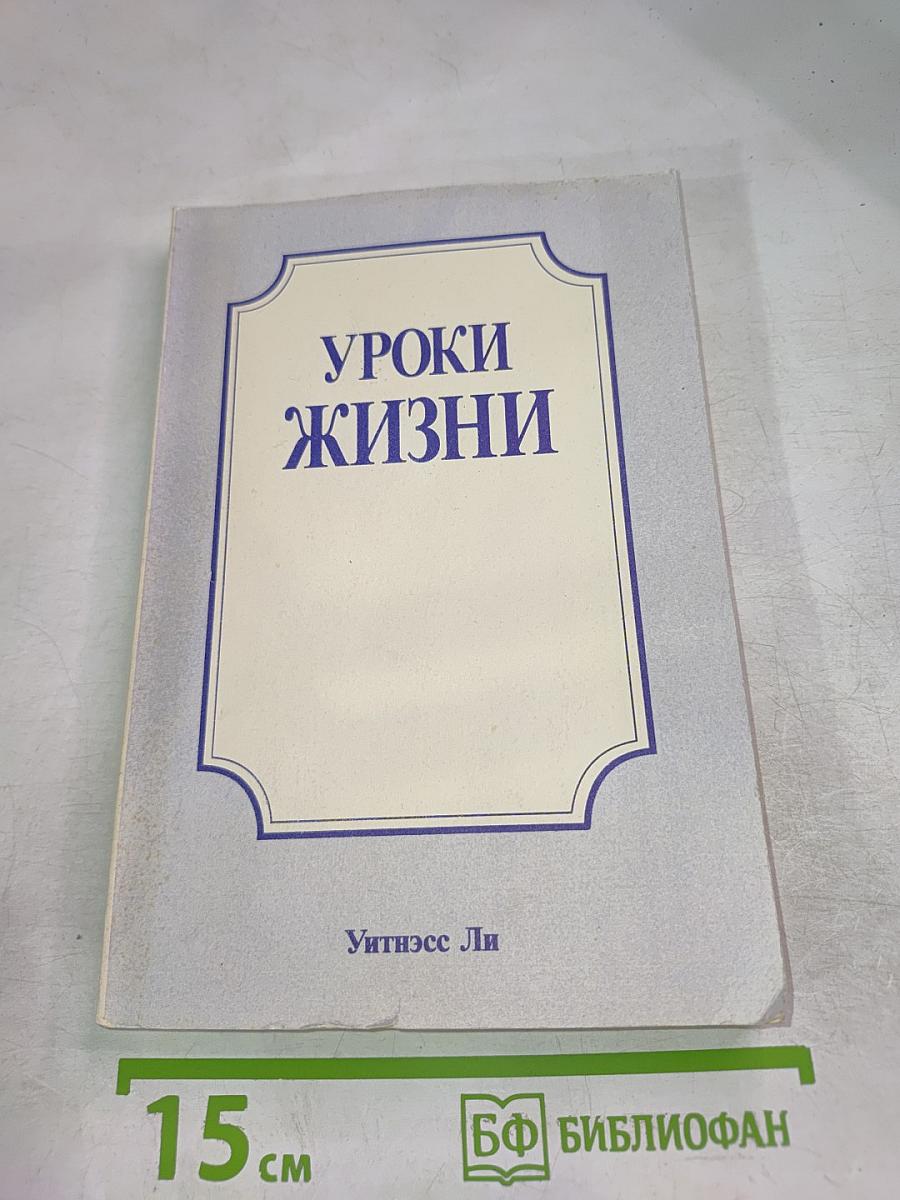 УРОКИ
ЖИЗНИ
Уитнэсс Ли
15 см
БФ БИБЛИОФАН